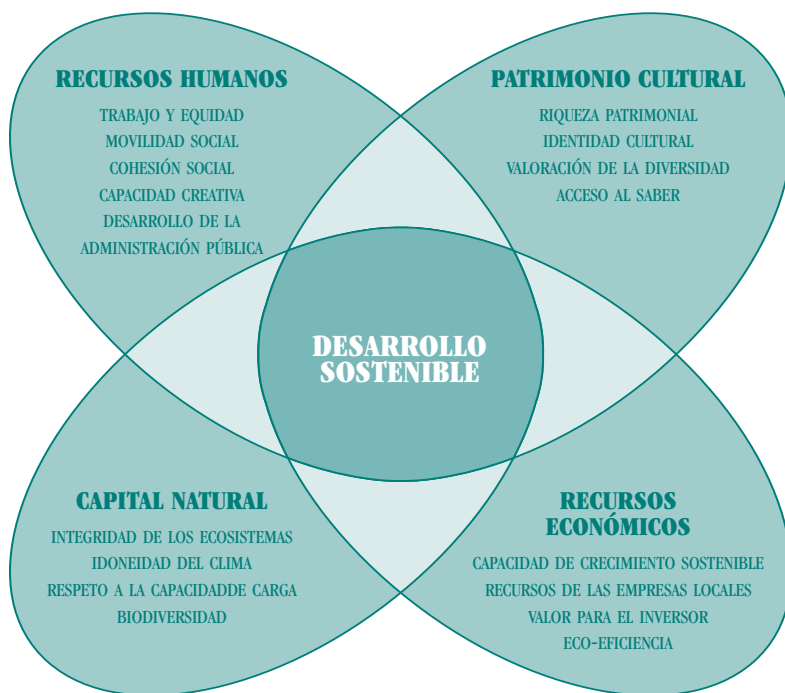 RECURSOS HUMANOS
TRABAJO Y EQUIDAD
MOVILIDAD SOCIAL
COHESIÓN SOCIAL
CAPACIDAD CREATIVA
DESARROLLO DE LA
ADMINISTRACIÓN PÚBLICA
PATRIMONIO CULTURAL
RIQUEZA PATRIMONIAL
IDENTIDAD CULTURAL
VALORACIÓN DE LA DIVERSIDAD
ACCESO AL SABER
DESARROLLO
SOSTENIBLE
CAPITAL NATURAL
INTEGRIDAD DE LOS ECOSISTEMAS
IDONEIDAD DEL CLIMA
RESPETO A LA CAPACIDADDE CARGA
BIODIVERSIDAD
RECURSOS
ECONÓMICOS
CAPACIDAD DE CRECIMIENTO SOSTENIBLE
RECURSOS DE LAS EMPRESAS LOCALES
VALOR PARA EL INVERSOR
ECO-EFICIENCIA